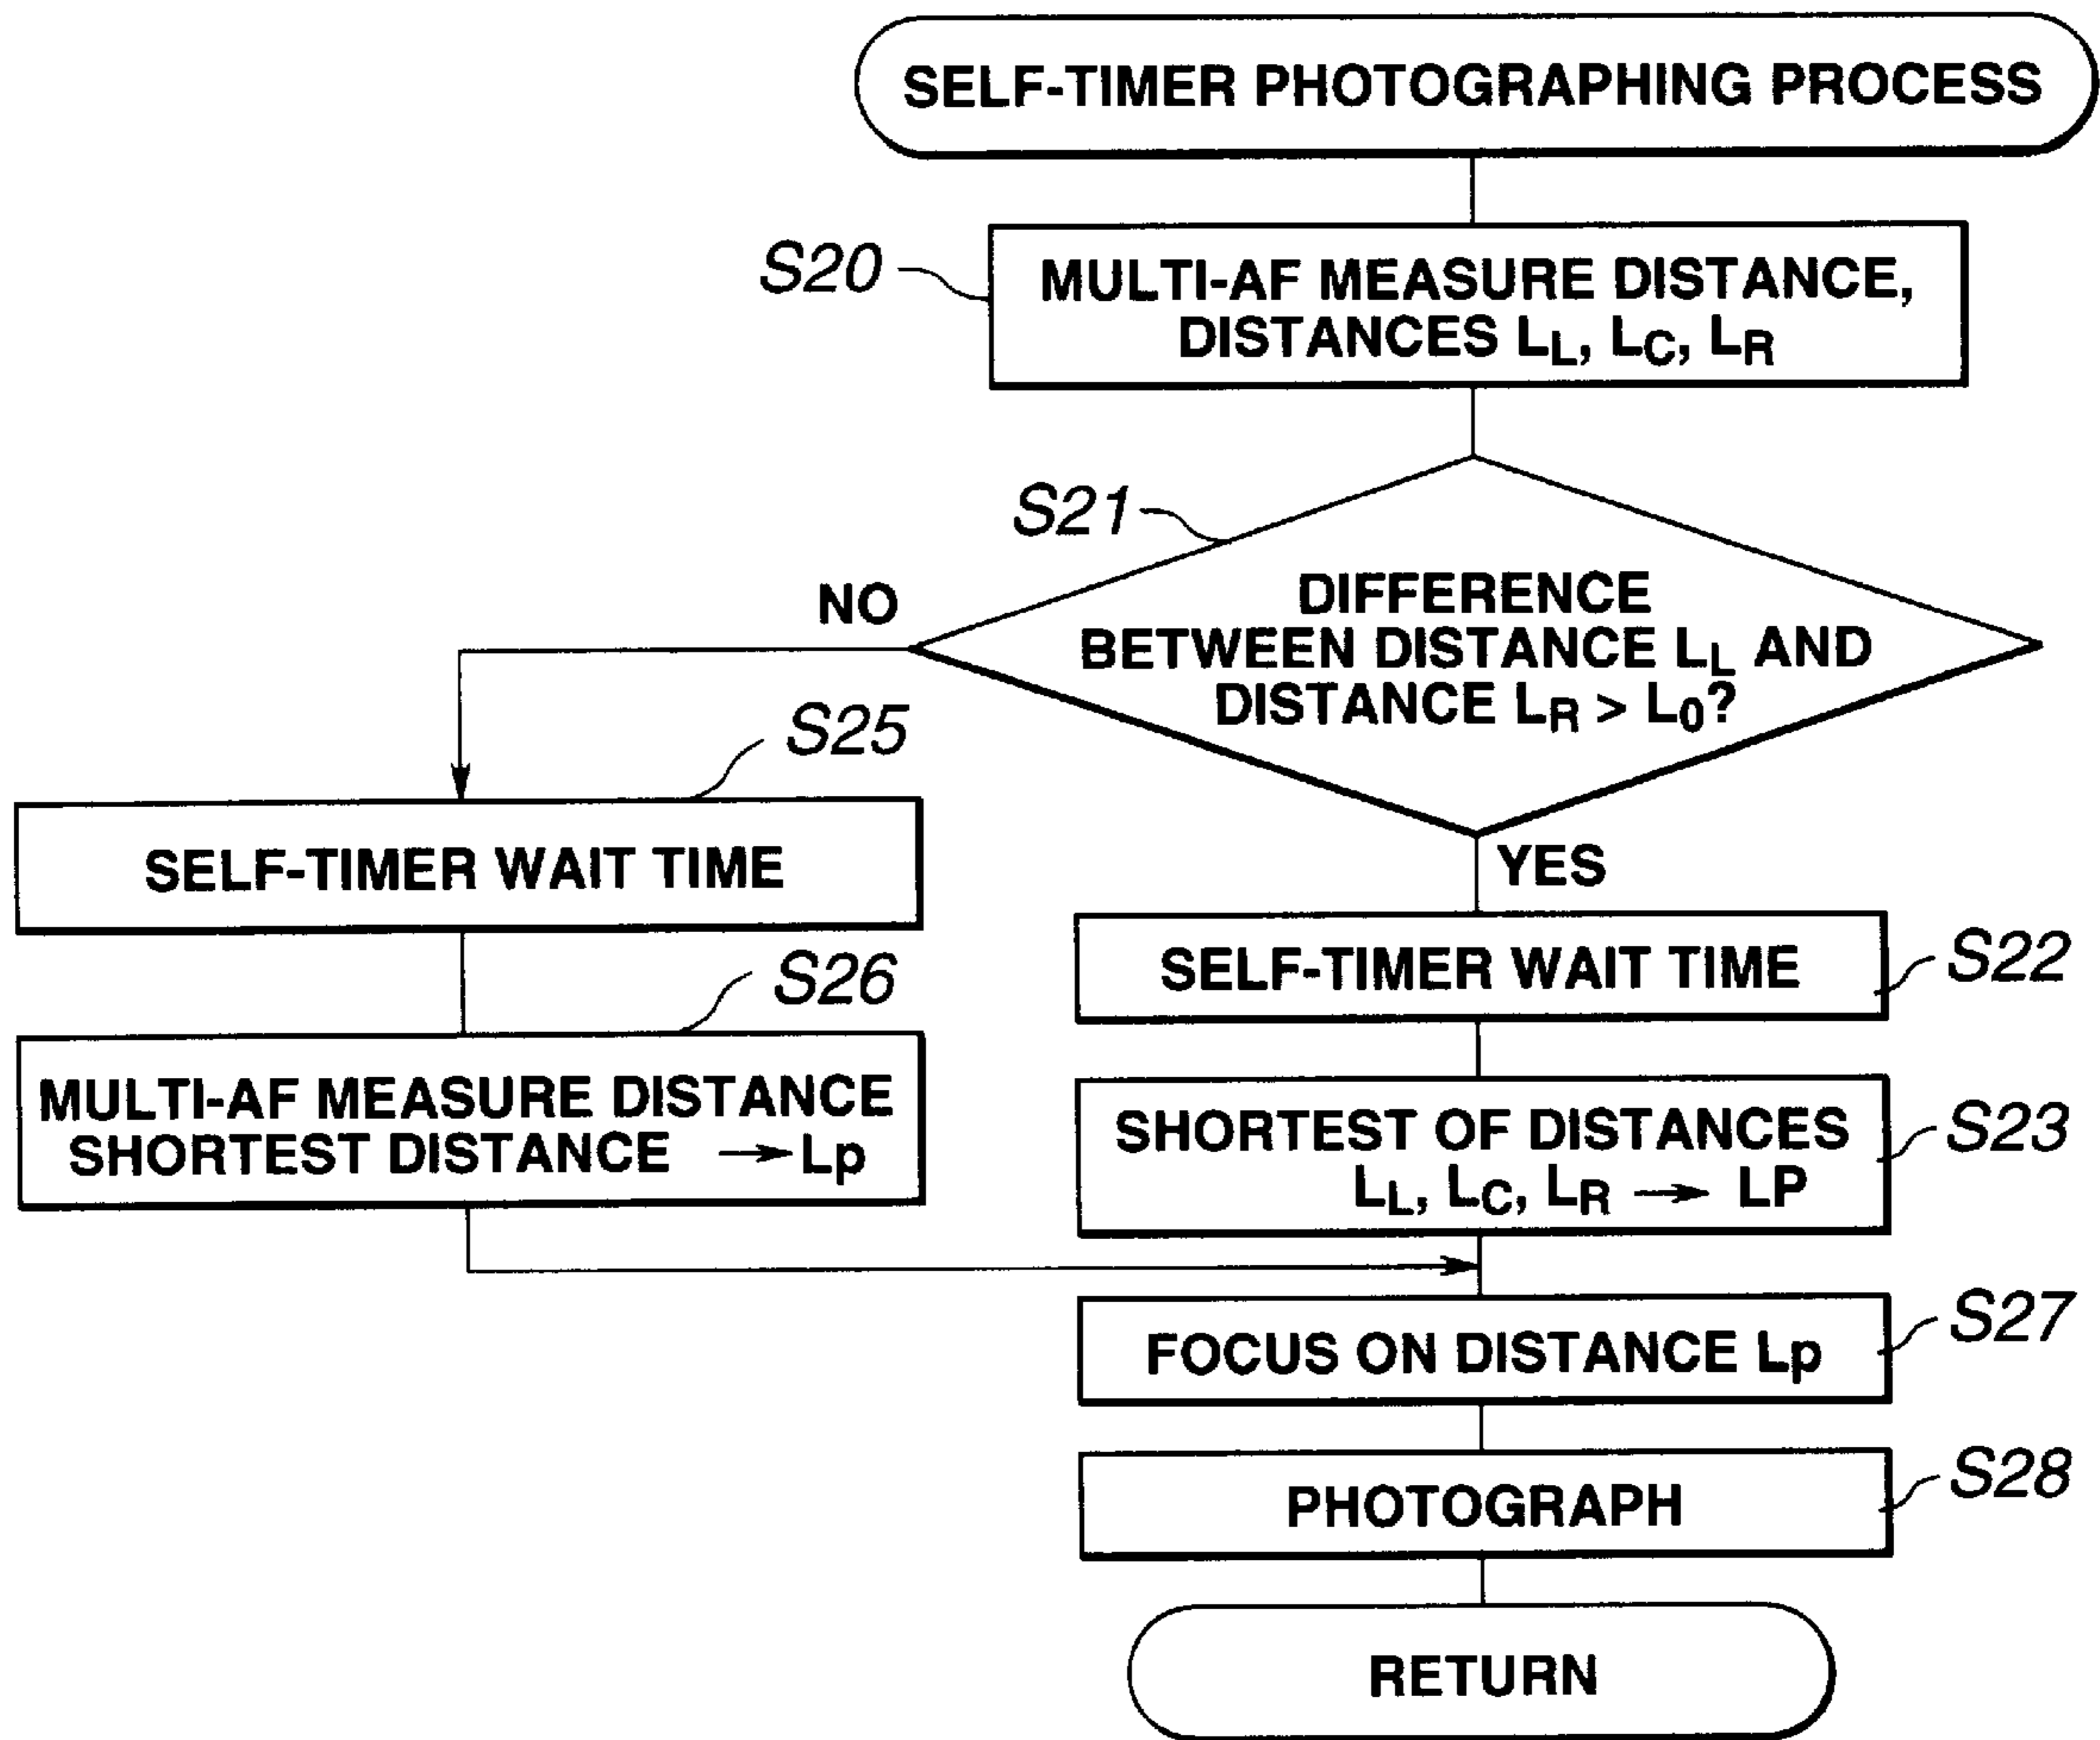 SELF-TIMER PHOTOGRAPHING PROCESS
S20
MULTI-AF MEASURE DISTANCE,
DISTANCES LL, LC, LR
S21
NO
DIFFERENCE
BETWEEN DISTANCE LL AND
DISTANCE LR > L0?
YES
S25
SELF-TIMER WAIT TIME
S26
MULTI-AF MEASURE DISTANCE
SHORTEST DISTANCE → Lp
SELF-TIMER WAIT TIME
S22
SHORTEST OF DISTANCES
LL, LC, LR → LP
S23
FOCUS ON DISTANCE Lp
S27
PHOTOGRAPH
S28
RETURN